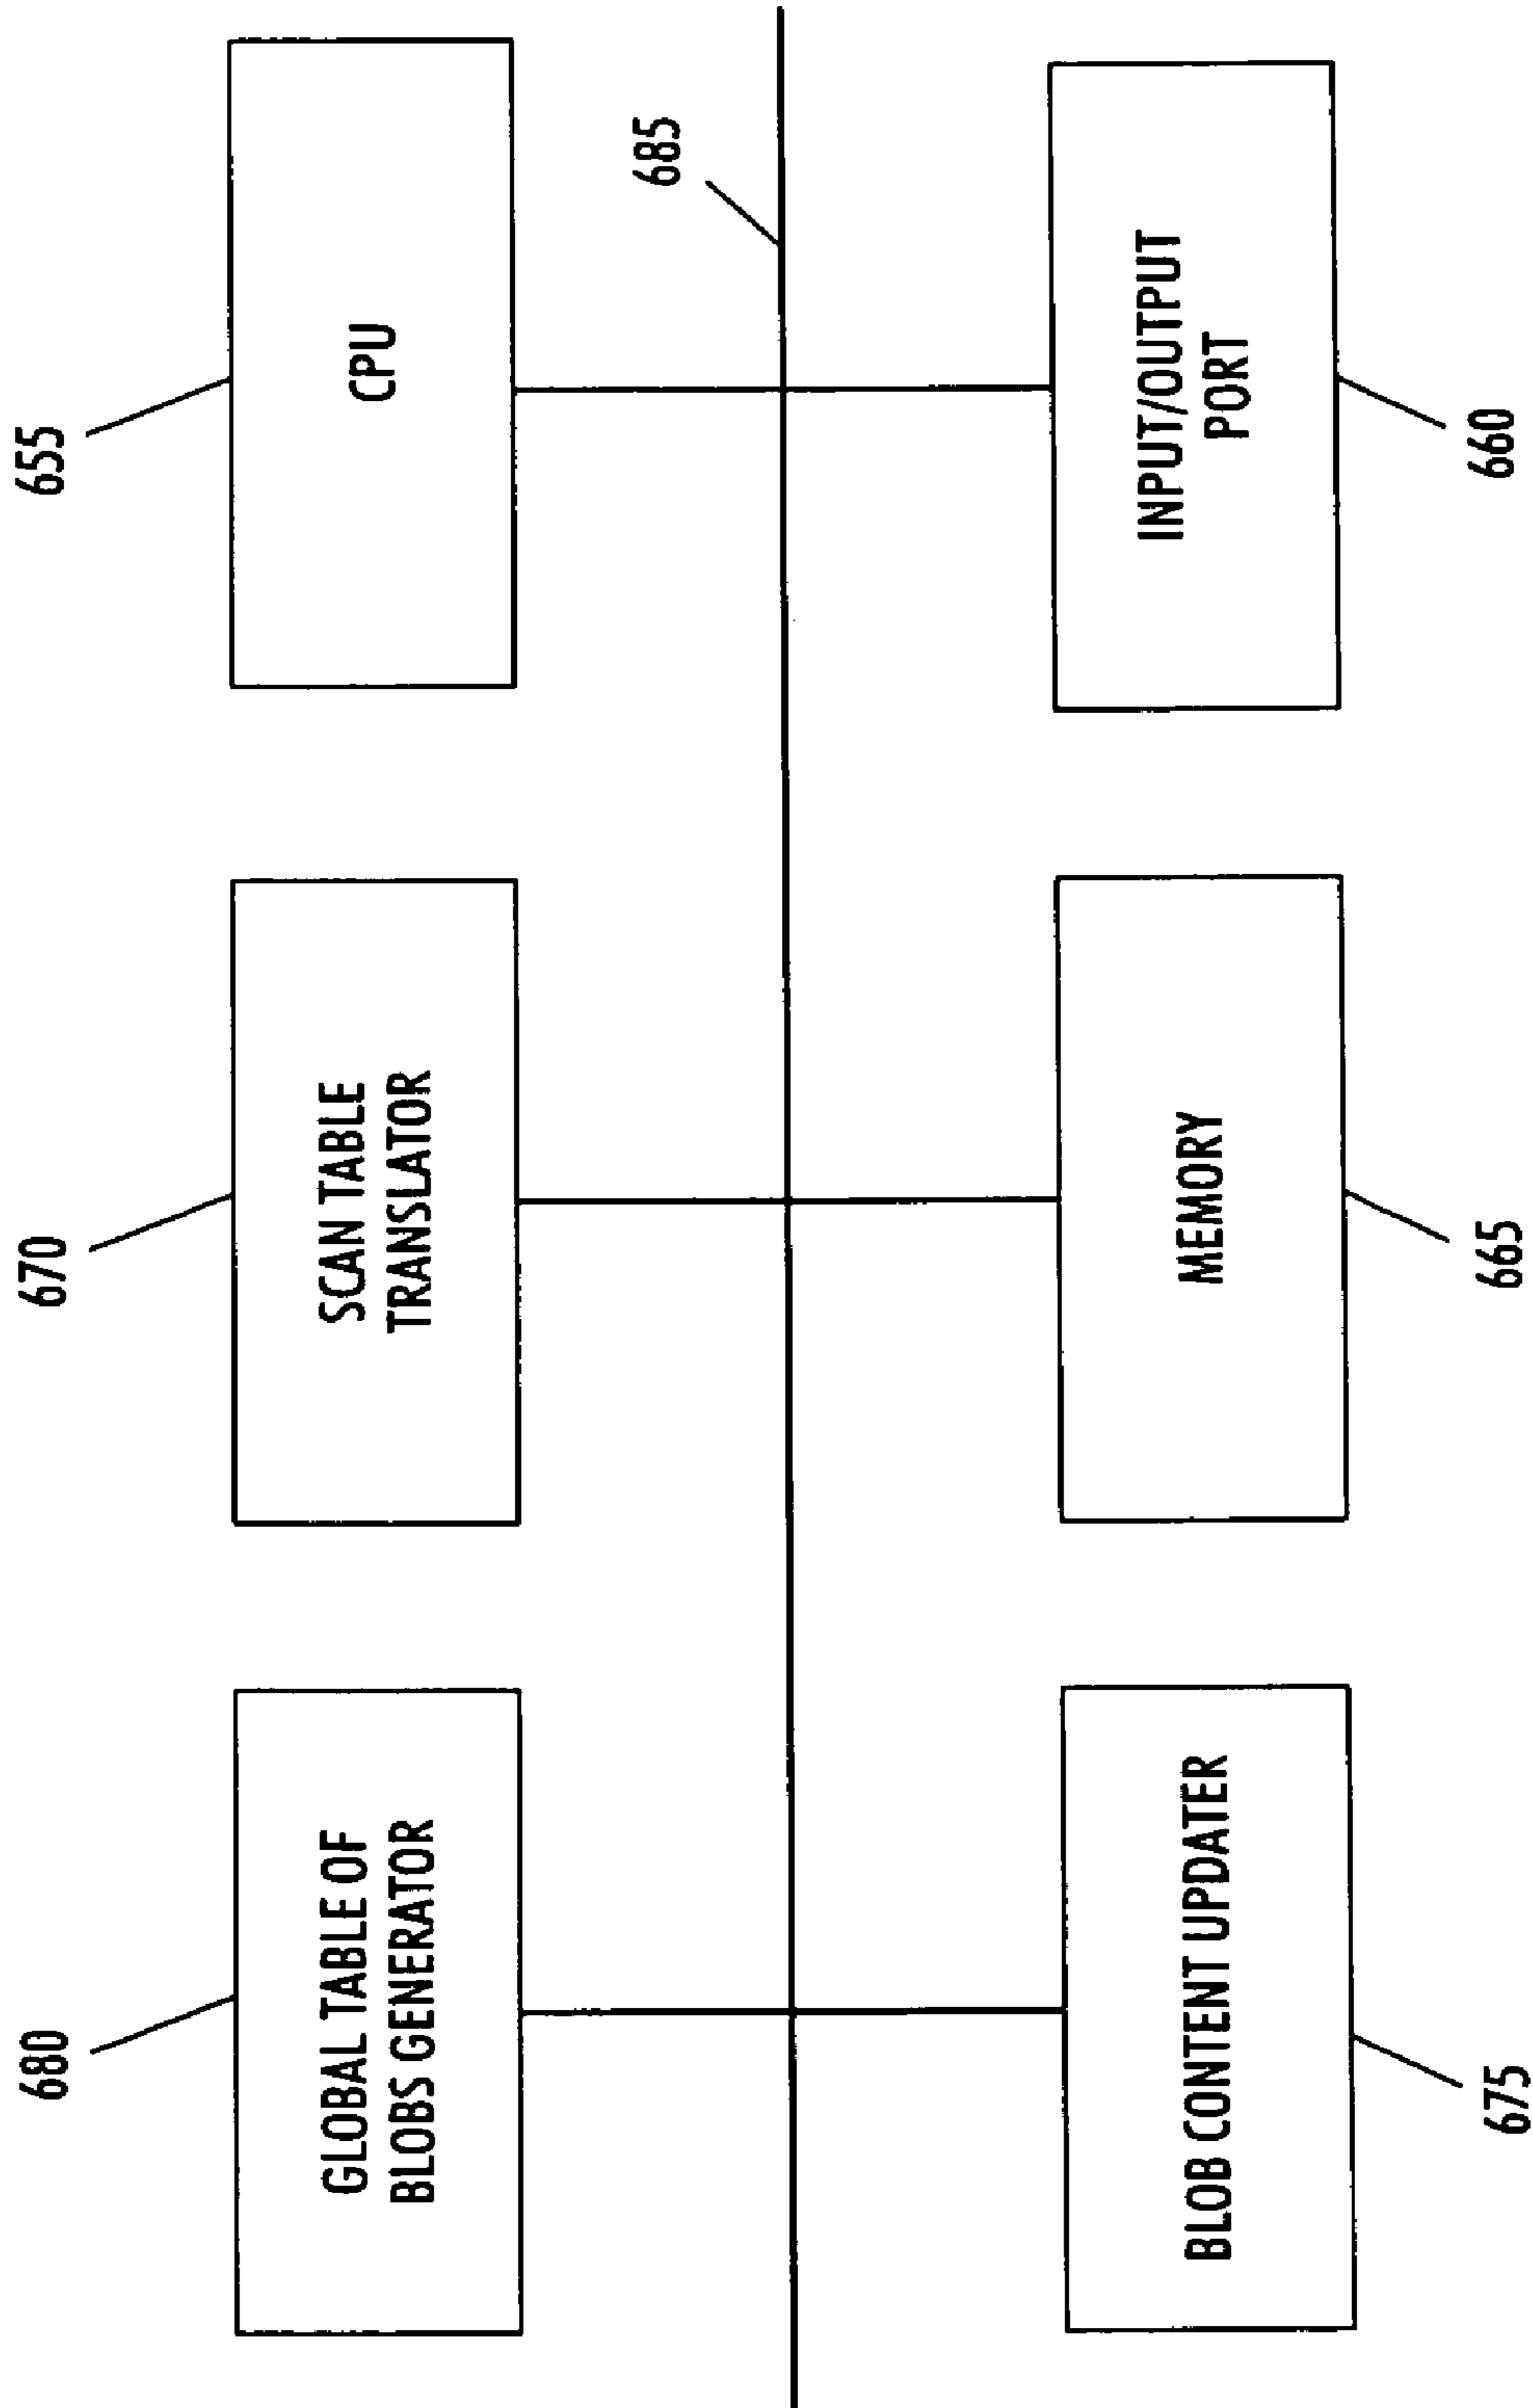 680
GLOBAL TABLE OF
BLOBS GENERATOR
670
SCAN TABLE
TRANSLATOR
655
CPU
685
BLOB CONTENT UPDATER
675
MEMORY
665
INPUT/OUTPUT
PORT
660